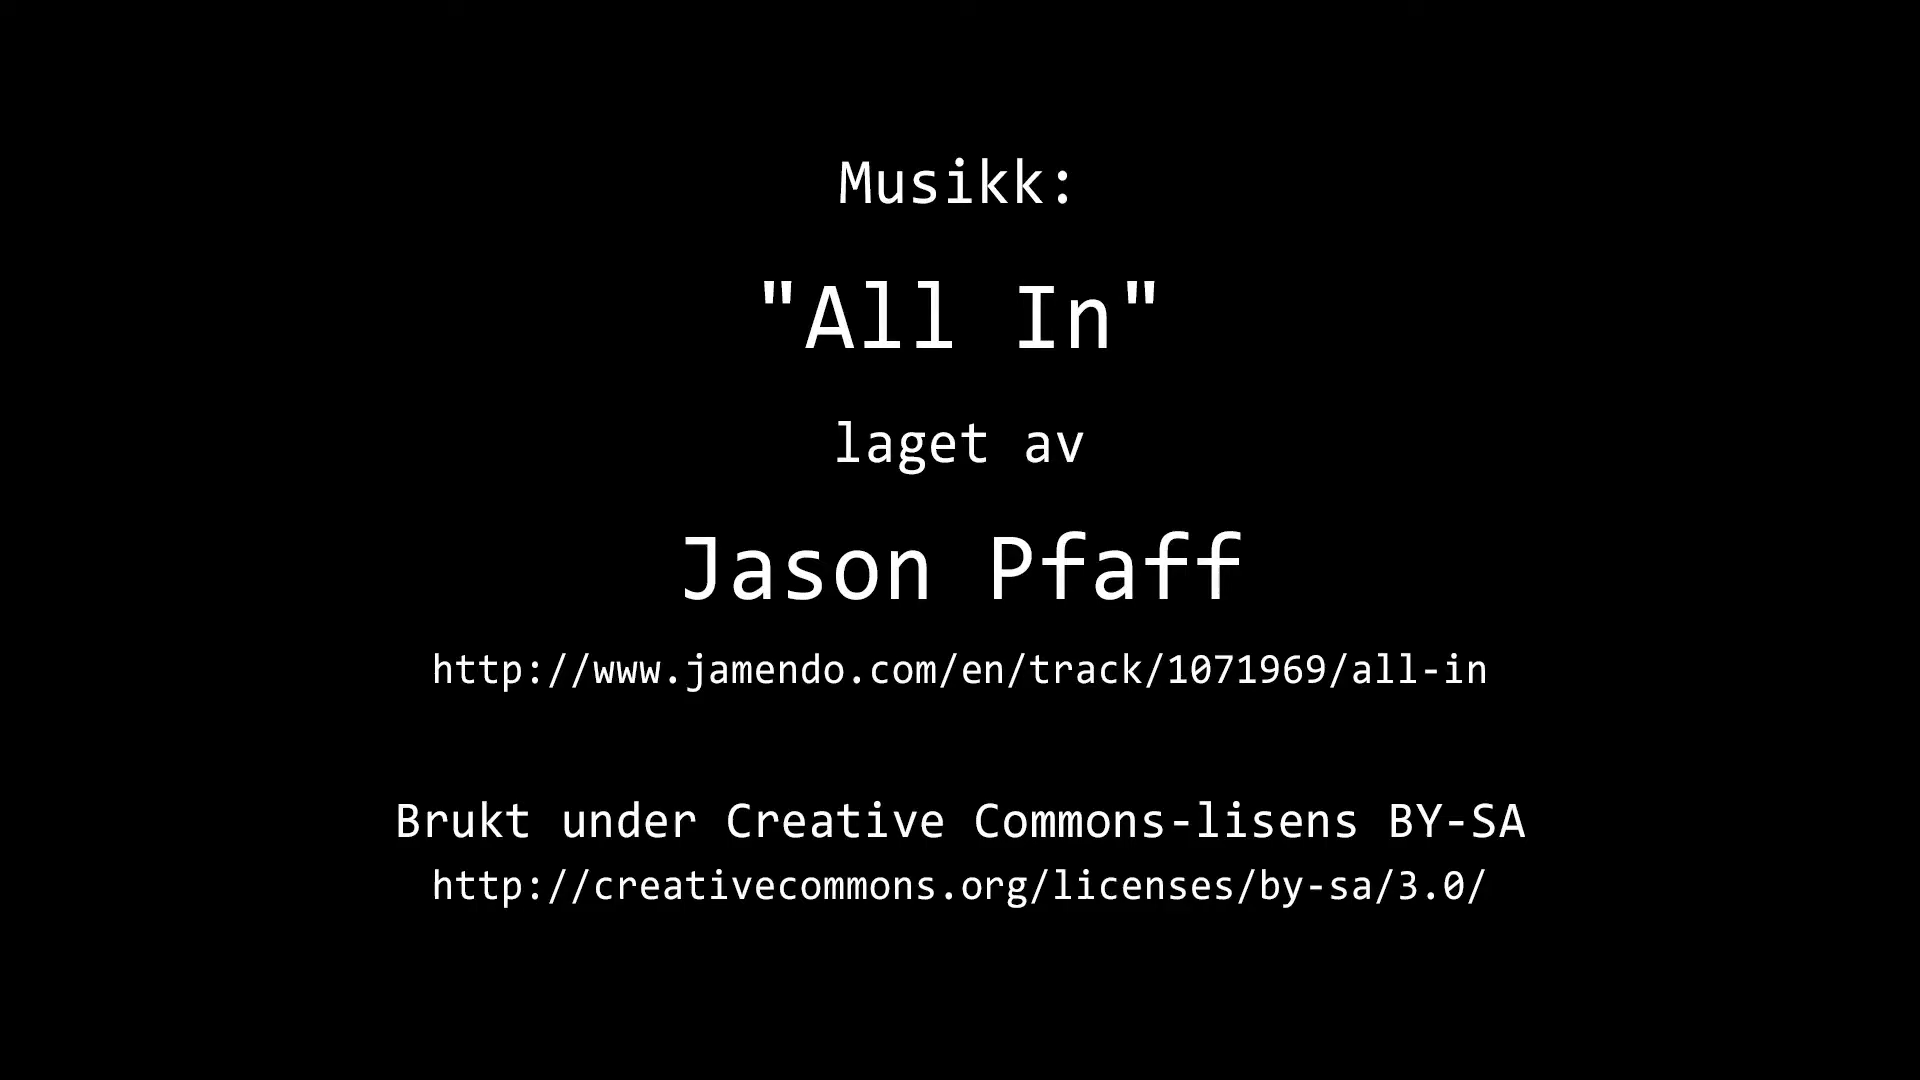 Musikk:
"All In"
laget av
Jason Pfaff
http://www.jamendo.com/en/track/1071969/all-in
Brukt under Creative Commons-lisens BY-SA
http://creativecommons.org/licenses/by-sa/3.0/